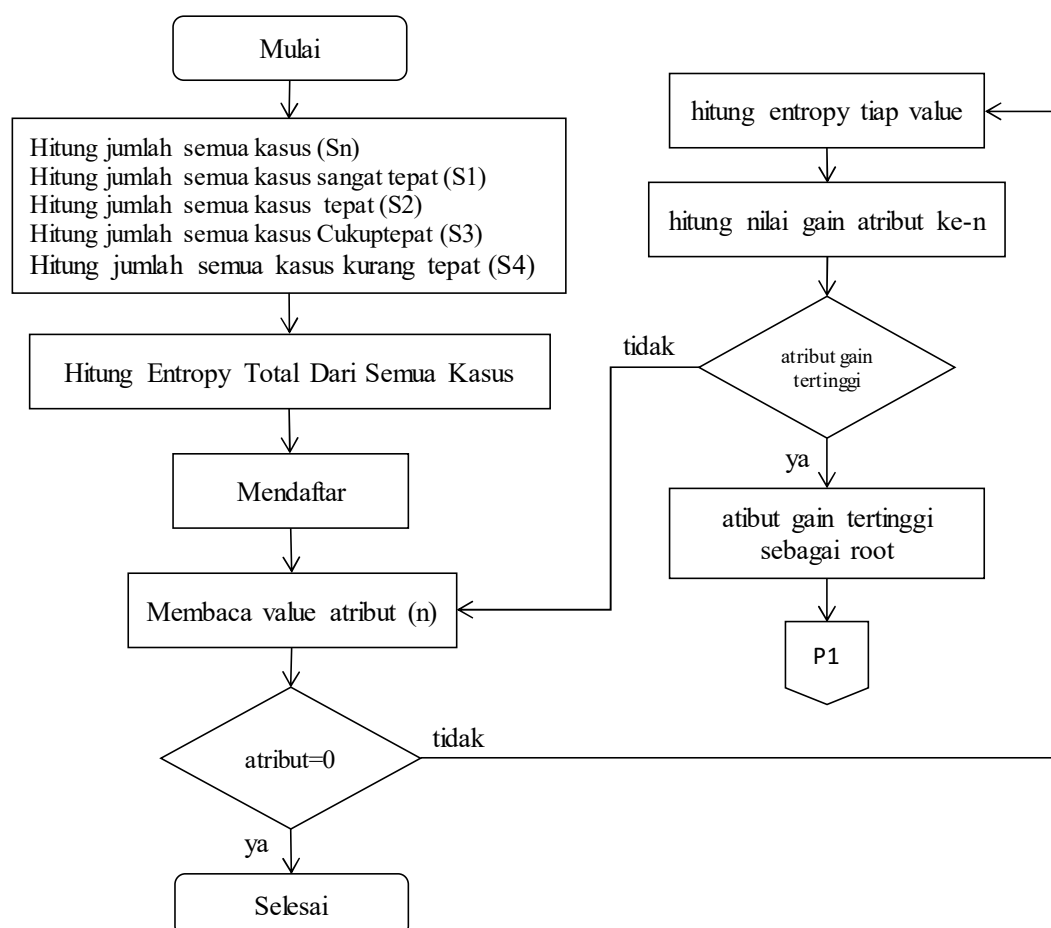 Mulai
Hitung jumlah semua kasus (Sn)
Hitung jumlah semua kasus sangat tepat (S1)
Hitung jumlah semua kasus tepat (S2)
Hitung jumlah semua kasus Cukuptepat (S3)
Hitung jumlah semua kasus kurang tepat (S4)
Hitung Entropy Total Dari Semua Kasus
Mendaftar
Membaca value atribut (n)
atribut=0
tidak
ya
Selesai
hitung entropy tiap value
hitung nilai gain atribut ke-n
atribut gain
tertinggi
tidak
ya
atibut gain tertinggi
sebagai root
P1